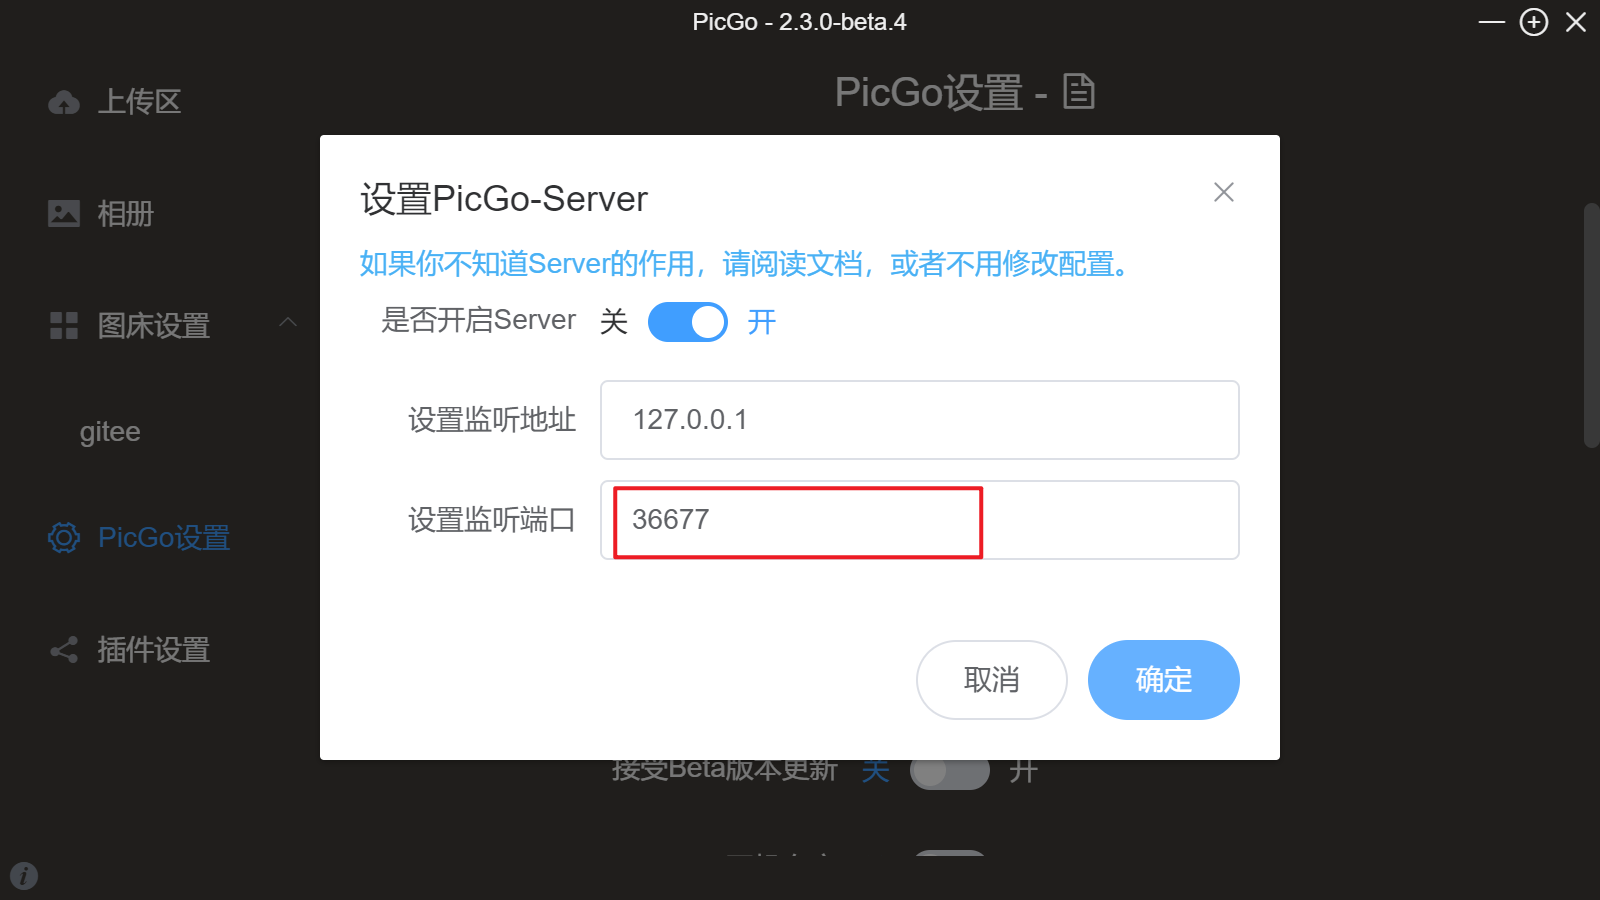 PicGo - 2.3.0-beta.4
上传区
相册
图床设置
gitee
PicGo设置
插件设置
PicGo设置 -
设置PicGo-Server
如果你不知道Server的作用，请阅读文档，或者不用修改配置。
是否开启Server 关 开
设置监听地址 127.0.0.1
设置监听端口 36677
取消 确定
接受Beta版本更新 关 开